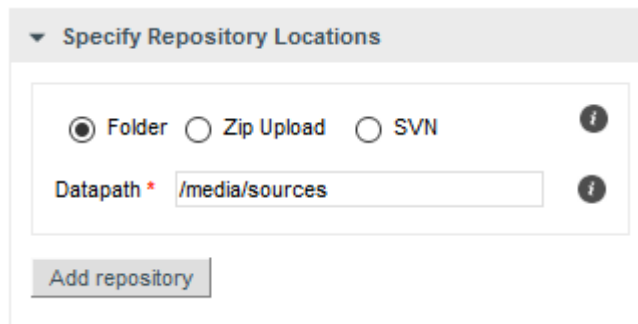 Specify Repository Locations
Folder Zip Upload SVN
Datapath * /media/sources
Add repository